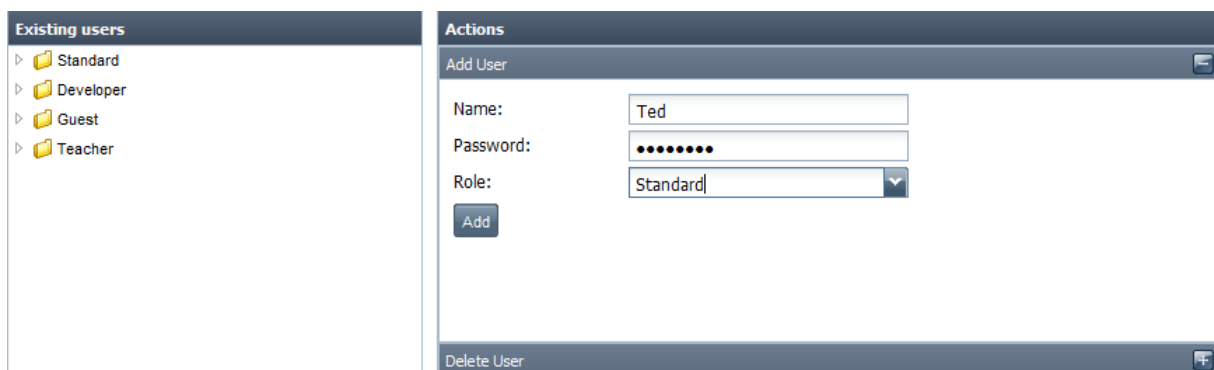 Existing users
Standard
Developer
Guest
Teacher
Actions
Add User
Name: Ted
Password: ••••••••
Role: Standard
Add
Delete User